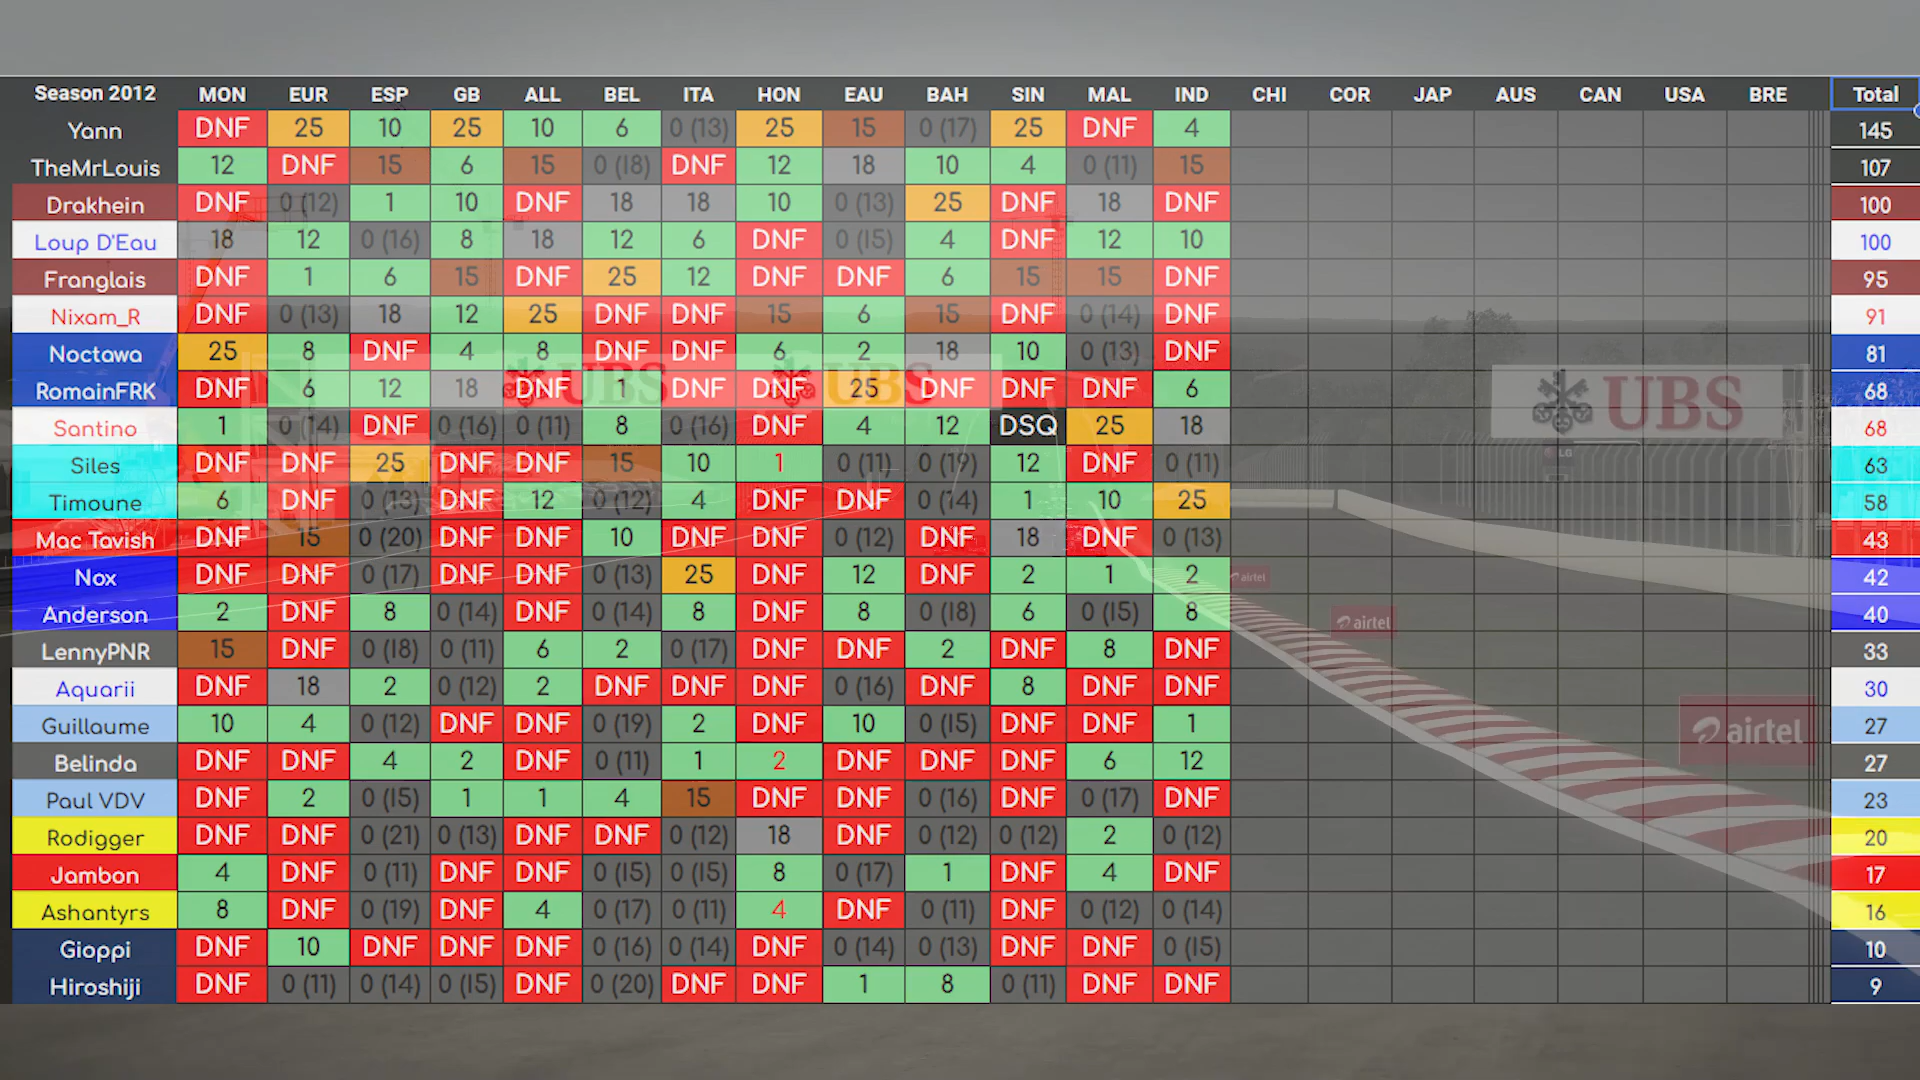 Season 2012 MON EUR ESP GB ALL BEL ITA HON EAU BAH SIN MAL IND CHI COR JAP AUS CAN USA BRE Total
Yann DNF 25 10 25 10 6 0 (13) 25 15 0 (17) 25 DNF 4 145
TheMrLouis 12 DNF 15 6 15 0 (18) DNF 12 18 10 4 0 (11) 15 107
Drakhein DNF 0 (12) 1 10 DNF 18 18 10 0 (13) 25 DNF 18 DNF 100
Loup D'Eau 18 12 0 (16) 8 18 12 6 DNF 0 (15) 4 DNF 12 10 100
Franglais DNF 1 6 15 DNF 25 12 DNF DNF 6 15 15 DNF 95
Nixam_R DNF 0 (13) 18 12 25 DNF DNF 15 6 15 DNF 0 (14) DNF 91
Noctawa 25 8 DNF 4 8 DNF DNF 6 2 18 10 0 (13) DNF 81
RomainFRK DNF 6 12 18 DNF 1 DNF DNF 25 DNF DNF DNF 6 68
UBS UBS UBS
Santino 1 0 (14) DNF 0 (16) 0 (11) 8 0 (16) DNF 4 12 DSQ 25 18 68
Siles DNF DNF 25 DNF DNF 15 10 1 0 (11) 0 (19) 12 DNF 0 (11) 63
LG
Timoune 6 DNF 0 (13) DNF 12 0 (12) 4 DNF DNF 0 (14) 1 10 25 58
Mac Tavish DNF 15 0 (20) DNF DNF 10 DNF DNF 0 (12) DNF 18 DNF 0 (13) 43
Nox DNF DNF 0 (17) DNF DNF 0 (13) 25 DNF 12 DNF 2 1 2 42
airtel
Anderson 2 DNF 8 0 (14) DNF 0 (14) 8 DNF 8 0 (18) 6 0 (15) 8 40
airtel
LennyPNR 15 DNF 0 (18) 0 (11) 6 2 0 (17) DNF DNF 2 DNF 8 DNF 33
Aquarii DNF 18 2 0 (12) 2 DNF DNF DNF 0 (16) DNF 8 DNF DNF 30
Guillaume 10 4 0 (12) DNF DNF 0 (19) 2 DNF 10 0 (15) DNF DNF 1 27
airtel
Belinda DNF DNF 4 2 DNF 0 (11) 1 2 DNF DNF DNF 6 12 27
Paul VDV DNF 2 0 (15) 1 1 4 15 DNF DNF 0 (16) DNF 0 (17) DNF 23
Rodigger DNF DNF 0 (21) 0 (13) DNF DNF 0 (12) 18 DNF 0 (12) 0 (12) 2 0 (12) 20
Jambon 4 DNF 0 (11) DNF DNF 0 (15) 0 (15) 8 0 (17) 1 DNF 4 DNF 17
Ashantyrs 8 DNF 0 (19) DNF 4 0 (17) 0 (11) 4 DNF 0 (11) DNF 0 (12) 0 (14) 16
Gioppi DNF 10 DNF DNF DNF 0 (16) 0 (14) DNF 0 (14) 0 (13) DNF DNF 0 (15) 10
Hiroshiji DNF 0 (11) 0 (14) 0 (15) DNF 0 (20) DNF DNF 1 8 0 (11) DNF DNF 9